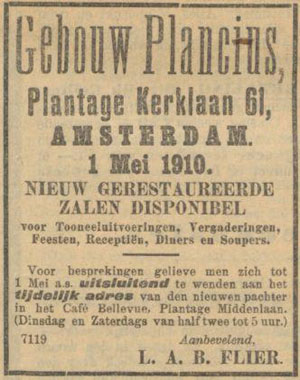 Gebouw Plancius,
Plantage Kerklaan 61,
AMSTERDAM.
1 Mei 1910.
NIEUW GERESTAUREERDE
ZALEN DISPONIBEL
voor Tooneeluitvoeringen, Vergaderingen,
Feesten, Receptiën, Diners en Soupers.
Voor besprekingen gelieve men zich tot
1 Mei a.s. uitsluitend te wenden aan het
tijdelijk adres van den nieuwen pachter
in het Café Bellevue, Plantage Middenlaan.
(Dinsdag en Zaterdags van half twee tot 5 uur.)
7119 Aanbevelend,
L. A. B. FLIER.